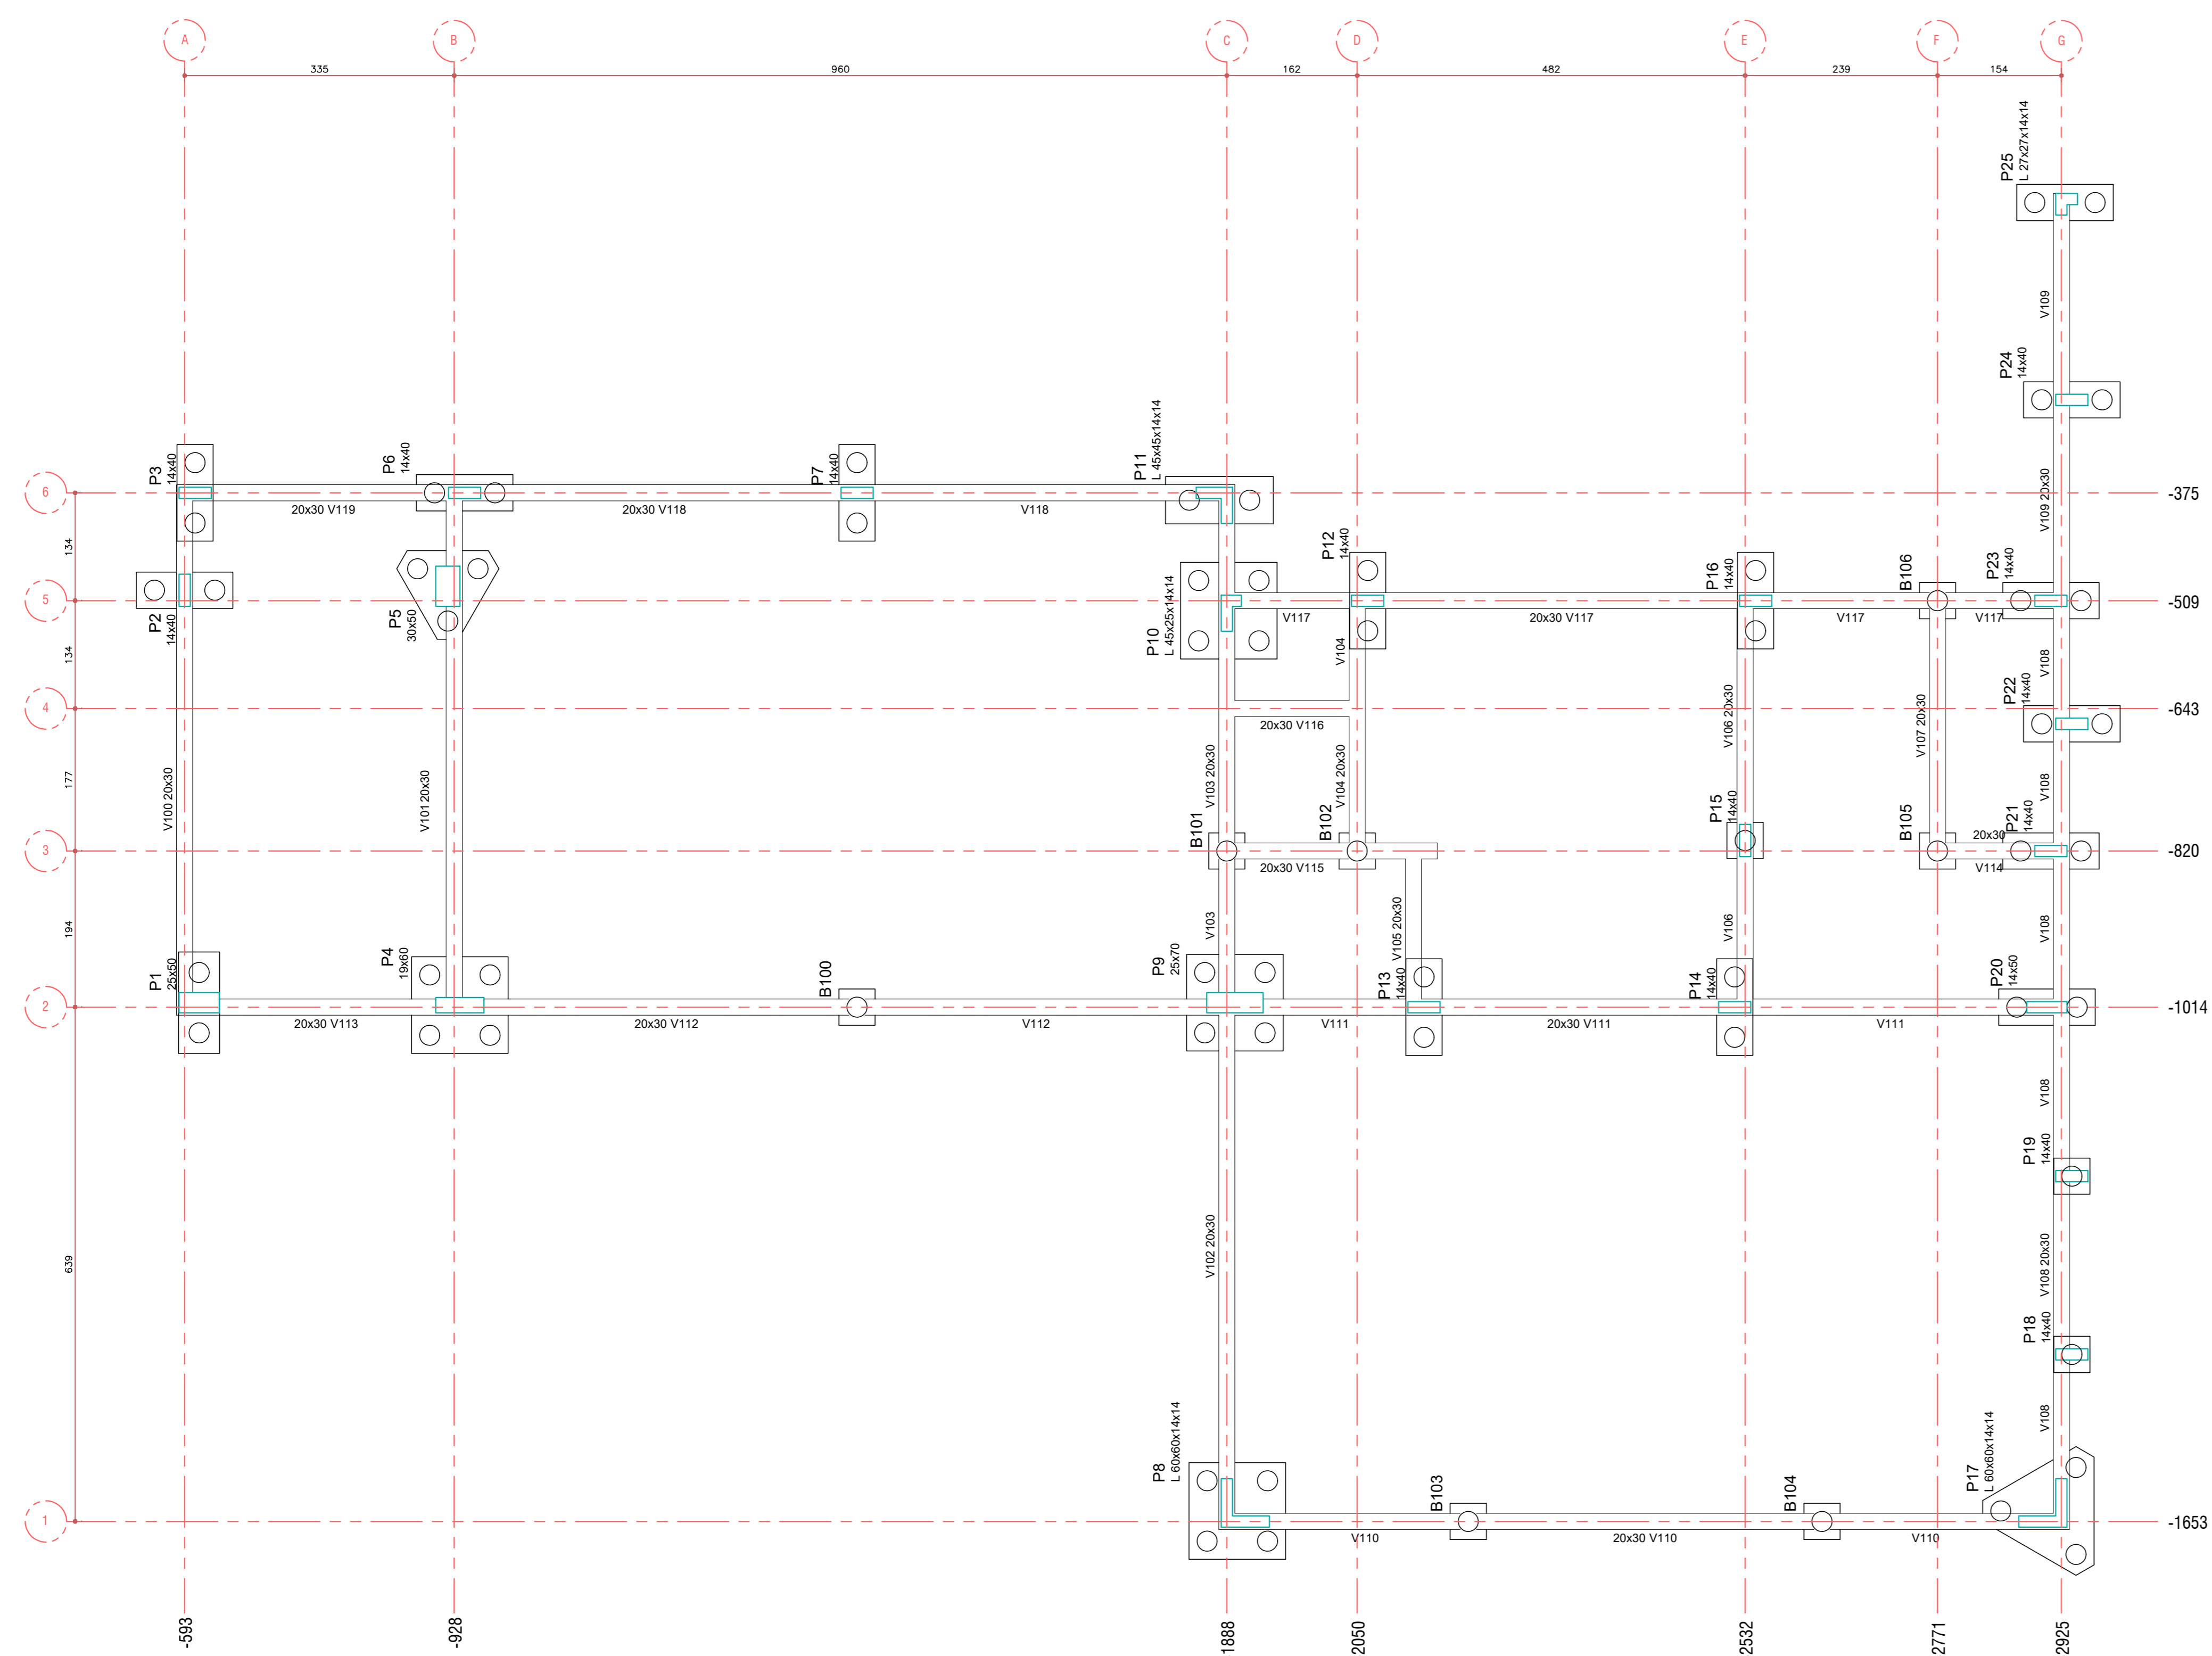 A
B
C
D
E
F
G
335
960
162
482
239
154
P25
L 27x27x14x14
V109
P24
14x40
P3
14x40
P6
14x40
P7
14x40
P11
L 45x45x14x14
6
-375
20x30 V119
20x30 V118
V118
V109 20x30
134
P12
14x40
P16
14x40
B106
P23
14x40
5
-509
P2
14x40
P5
30x50
P10
L 45x25x14x14
V117
20x30 V117
V117
V117
134
V104
V108
P22
14x40
4
-643
20x30 V116
V106 20x30
V107 20x30
177
V100 20x30
V101 20x30
V103 20x30
V104 20x30
V108
B101
B102
P15
14x40
B105
P21
14x40
20x30
3
-820
20x30 V115
V114
194
V103
V105 20x30
V106
V108
P1
25x50
P4
19x60
B100
P9
25x70
P13
14x40
P14
14x40
P20
14x50
2
-1014
20x30 V113
20x30 V112
V112
V111
20x30 V111
V111
V108
P19
14x40
639
V102 20x30
V108 20x30
P18
14x40
V108
P8
L 60x60x14x14
B103
B104
P17
L 60x60x14x14
1
-1653
V110
20x30 V110
V110
-593
-928
1888
2050
2532
2771
2925